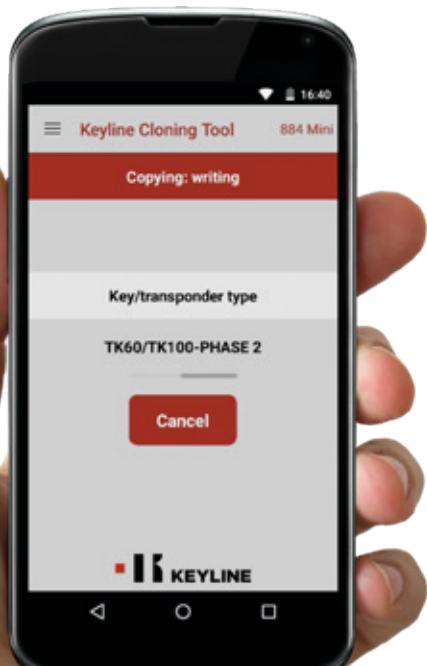 16:40
Keyline Cloning Tool 884 Mini
Copying: writing
Key/transponder type
TK60/TK100-PHASE 2
Cancel
KEYLINE